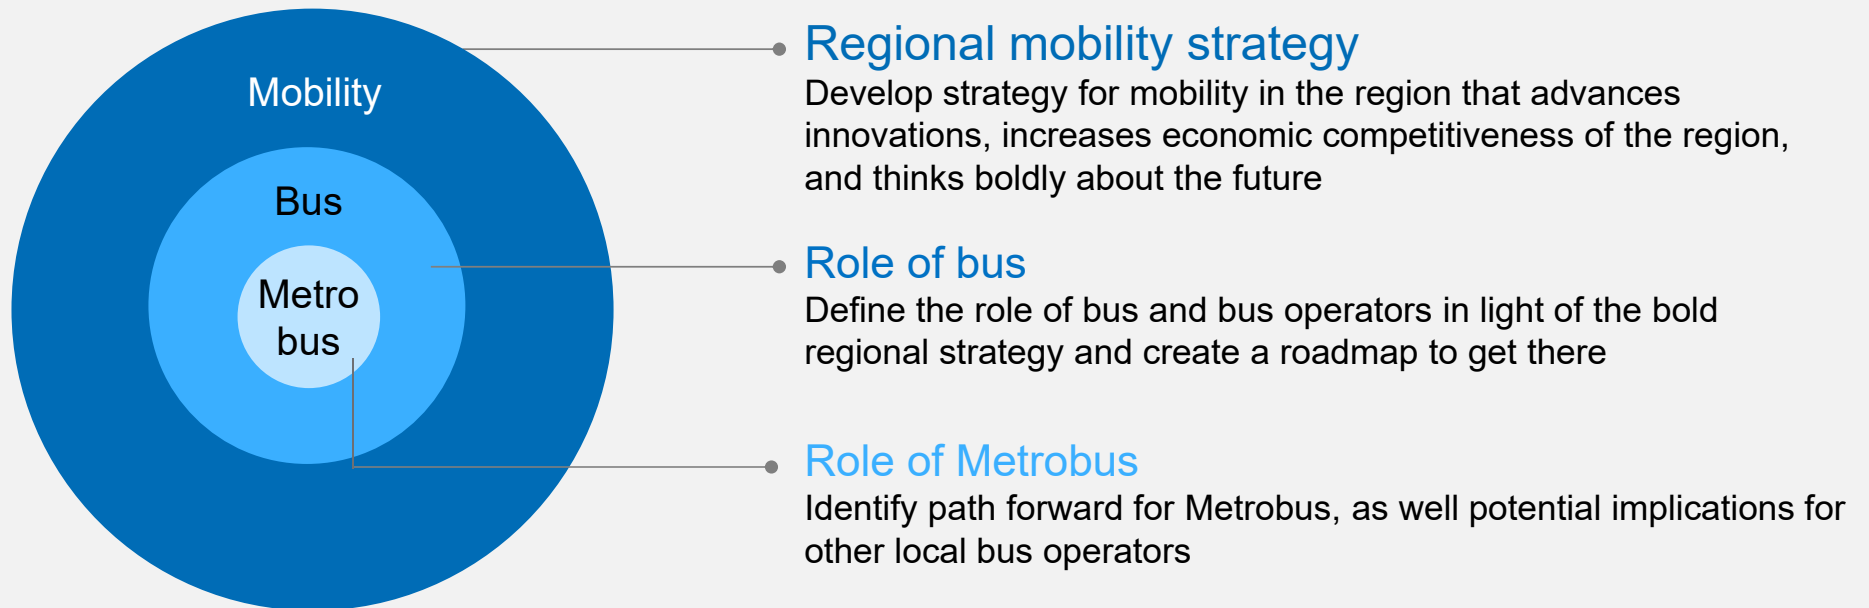 Mobility
Bus
Metro
bus
Regional mobility strategy
Develop strategy for mobility in the region that advances
innovations, increases economic competitiveness of the region,
and thinks boldly about the future
Role of bus
Define the role of bus and bus operators in light of the bold
regional strategy and create a roadmap to get there
Role of Metrobus
Identify path forward for Metrobus, as well potential implications for
other local bus operators